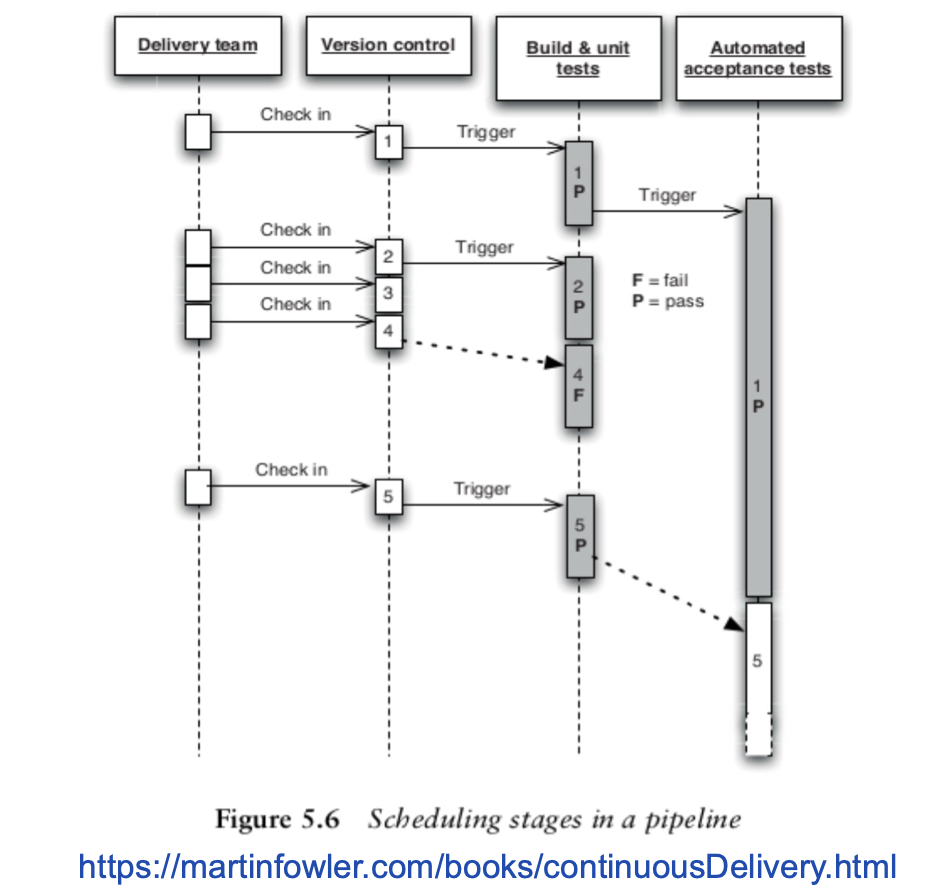 Delivery team
Version control
Build & unit
tests
Automated
acceptance tests
Check in
1
Trigger
1
P
Trigger
Check in
2
Trigger
2
P
Check in
3
Check in
4
4
F
F = fail
P = pass
1
P
Check in
5
Trigger
5
P
5
Figure 5.6 Scheduling stages in a pipeline
https://martinfowler.com/books/continuousDelivery.html